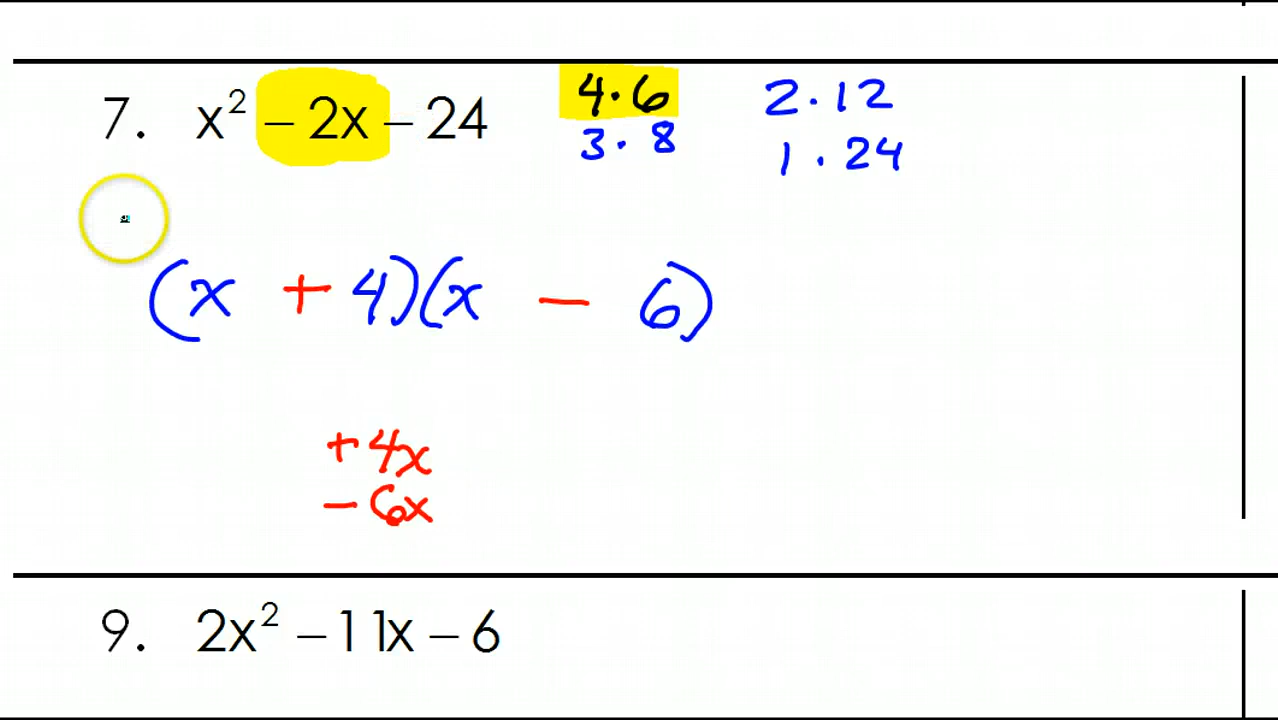 7. x² – 2x – 24 4·6 2·12
3·8 1·24
(x + 4)(x - 6)
+4x
-6x
9. 2x² – 11x – 6